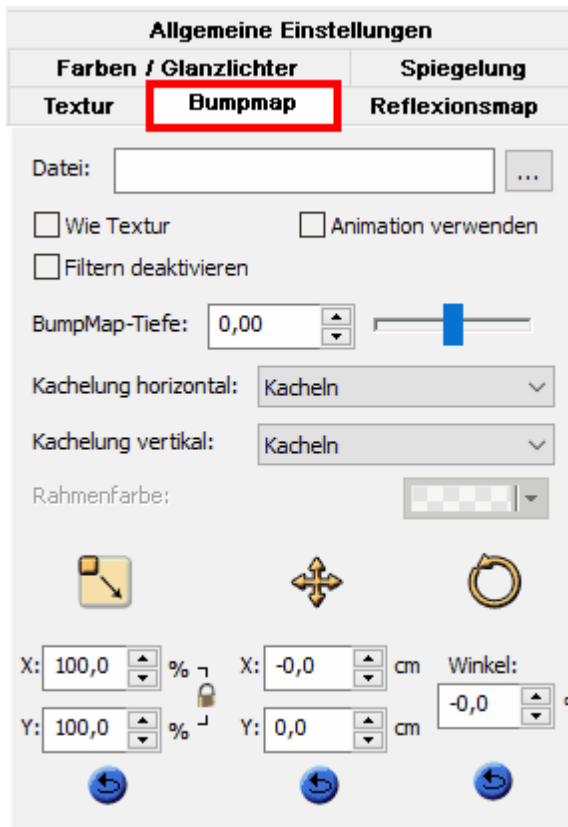 Allgemeine Einstellungen
Farben / Glanzlichter Spiegelung
Textur Bumpmap Reflexionsmap
Datei: ...
Wie Textur Animation verwenden
Filtern deaktivieren
BumpMap-Tiefe: 0,00
Kachelung horizontal: Kacheln
Kachelung vertikal: Kacheln
Rahmenfarbe:
X: 100,0 % X: -0,0 cm Winkel:
-0,0 °
Y: 100,0 % Y: 0,0 cm